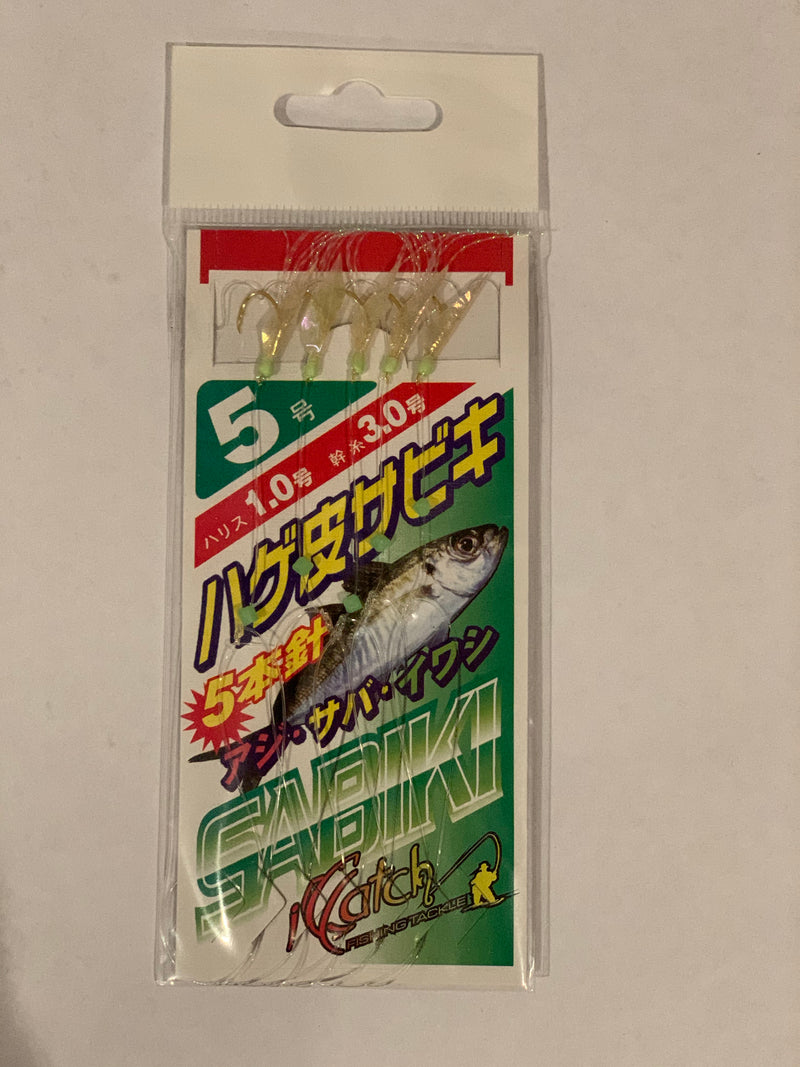 5号
ハリス 1.0号 幹糸 3.0号
ハゲ皮サビキ
5本針
アジ・サバ・イワシ
SABIKI
iCatch
FISHING TACKLE